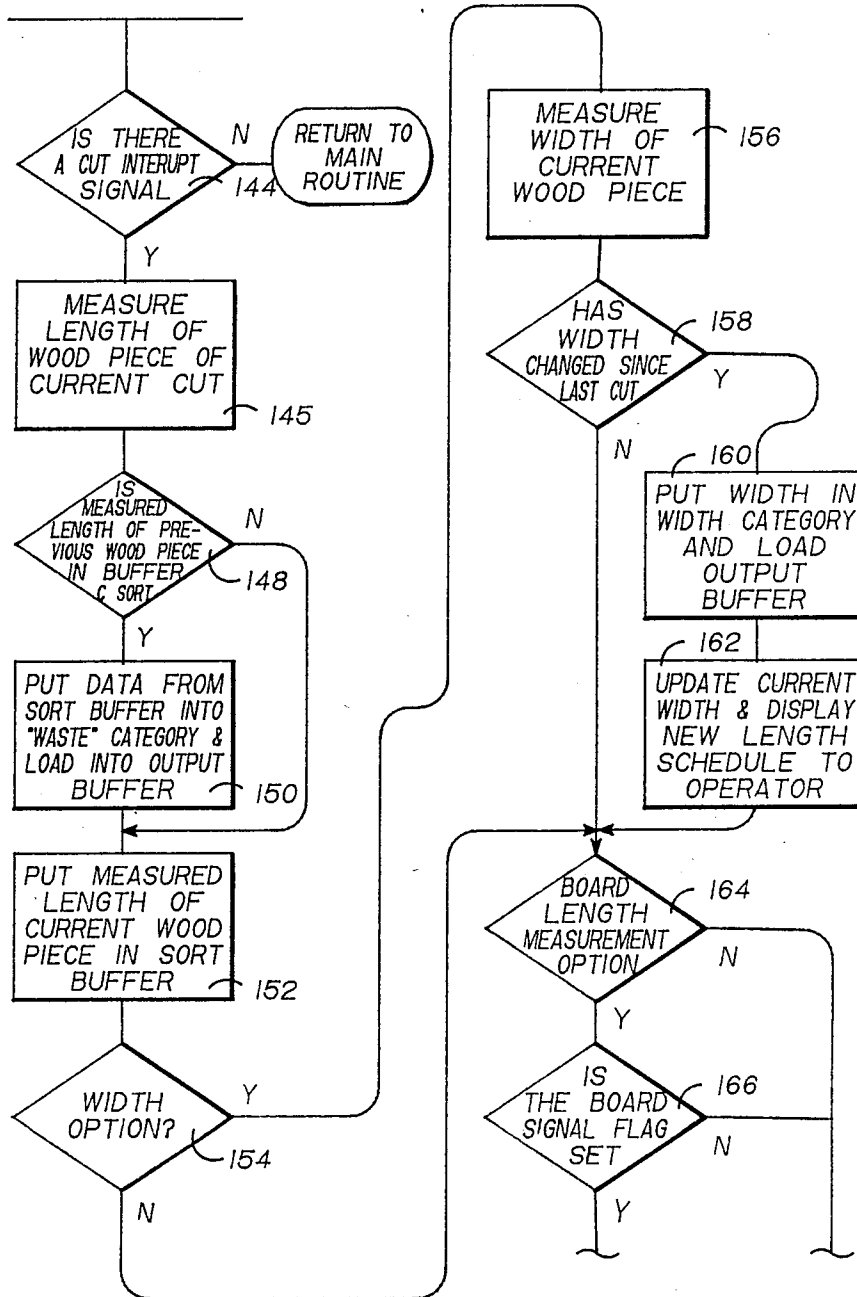 IS THERE
A CUT INTERUPT
SIGNAL
144
N
RETURN TO
MAIN
ROUTINE
Y
MEASURE
LENGTH OF
WOOD PIECE OF
CURRENT CUT
145
IS
MEASURED
LENGTH OF PRE-
VIOUS WOOD PIECE
IN BUFFER
C SORT
148
N
Y
PUT DATA FROM
SORT BUFFER INTO
"WASTE" CATEGORY &
LOAD INTO OUTPUT
BUFFER
150
PUT MEASURED
LENGTH OF
CURRENT WOOD
PIECE IN SORT
BUFFER
152
WIDTH
OPTION?
154
Y
N
MEASURE
WIDTH OF
CURRENT
WOOD PIECE
156
HAS
WIDTH
CHANGED SINCE
LAST CUT
158
Y
N
160
PUT WIDTH IN
WIDTH CATEGORY
AND LOAD
OUTPUT
BUFFER
162
UPDATE CURRENT
WIDTH & DISPLAY
NEW LENGTH
SCHEDULE TO
OPERATOR
BOARD
LENGTH
MEASUREMENT
OPTION
164
N
Y
IS
THE BOARD
SIGNAL FLAG
SET
166
N
Y